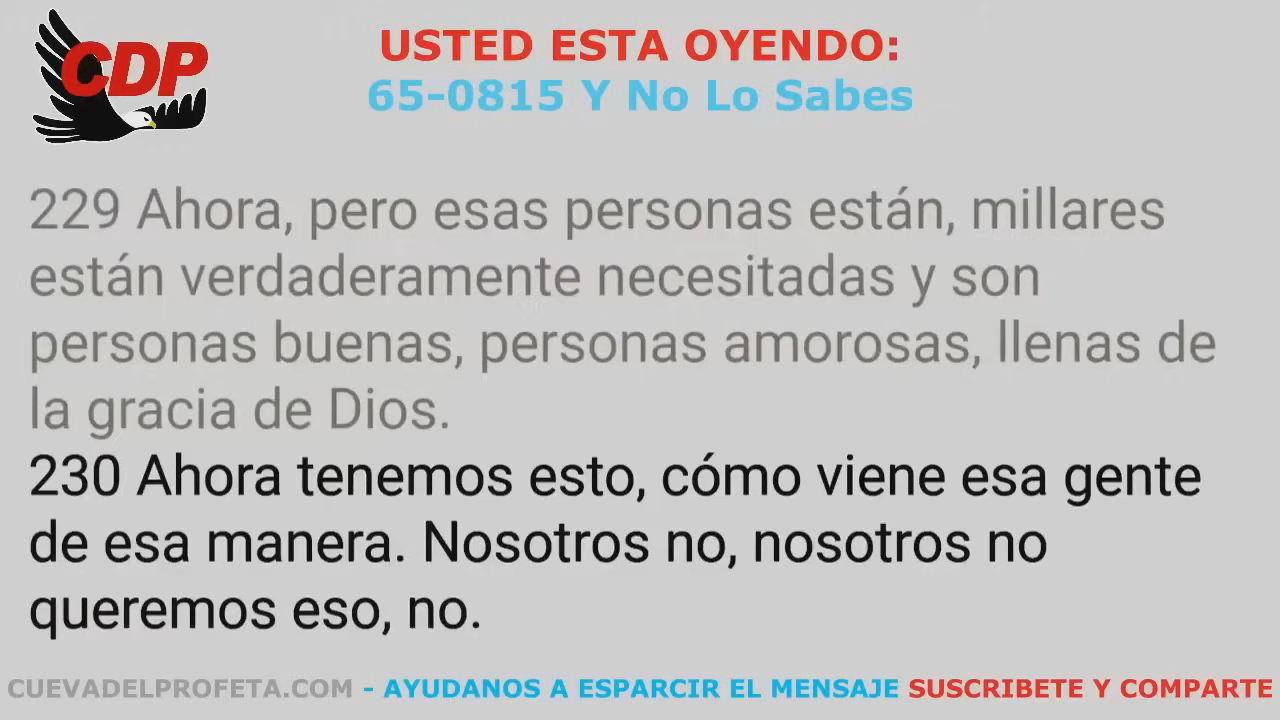 CDP
USTED ESTA OYENDO:
65-0815 Y No Lo Sabes
229 Ahora, pero esas personas están, millares
están verdaderamente necesitadas y son
personas buenas, personas amorosas, llenas de
la gracia de Dios.
230 Ahora tenemos esto, cómo viene esa gente
de esa manera. Nosotros no, nosotros no
queremos eso, no.
CUEVADELPROFETA.COM - AYUDANOS A ESPARCIR EL MENSAJE SUSCRIBETE Y COMPARTE